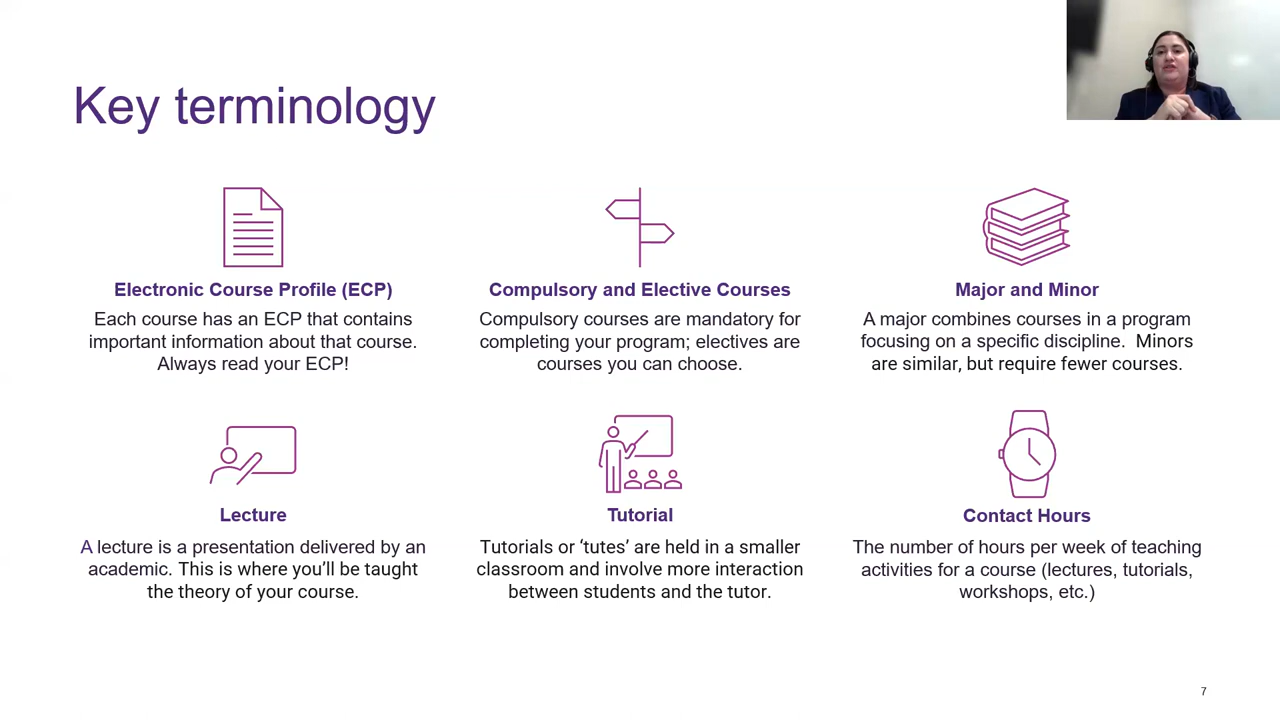 Key terminology
Electronic Course Profile (ECP)
Each course has an ECP that contains
important information about that course.
Always read your ECP!
Compulsory and Elective Courses
Compulsory courses are mandatory for
completing your program; electives are
courses you can choose.
Major and Minor
A major combines courses in a program
focusing on a specific discipline.  Minors
are similar, but require fewer courses.
Lecture
A lecture is a presentation delivered by an
academic. This is where you’ll be taught
the theory of your course.
Tutorial
Tutorials or ‘tutes’ are held in a smaller
classroom and involve more interaction
between students and the tutor.
Contact Hours
The number of hours per week of teaching
activities for a course (lectures, tutorials,
workshops, etc.)
7